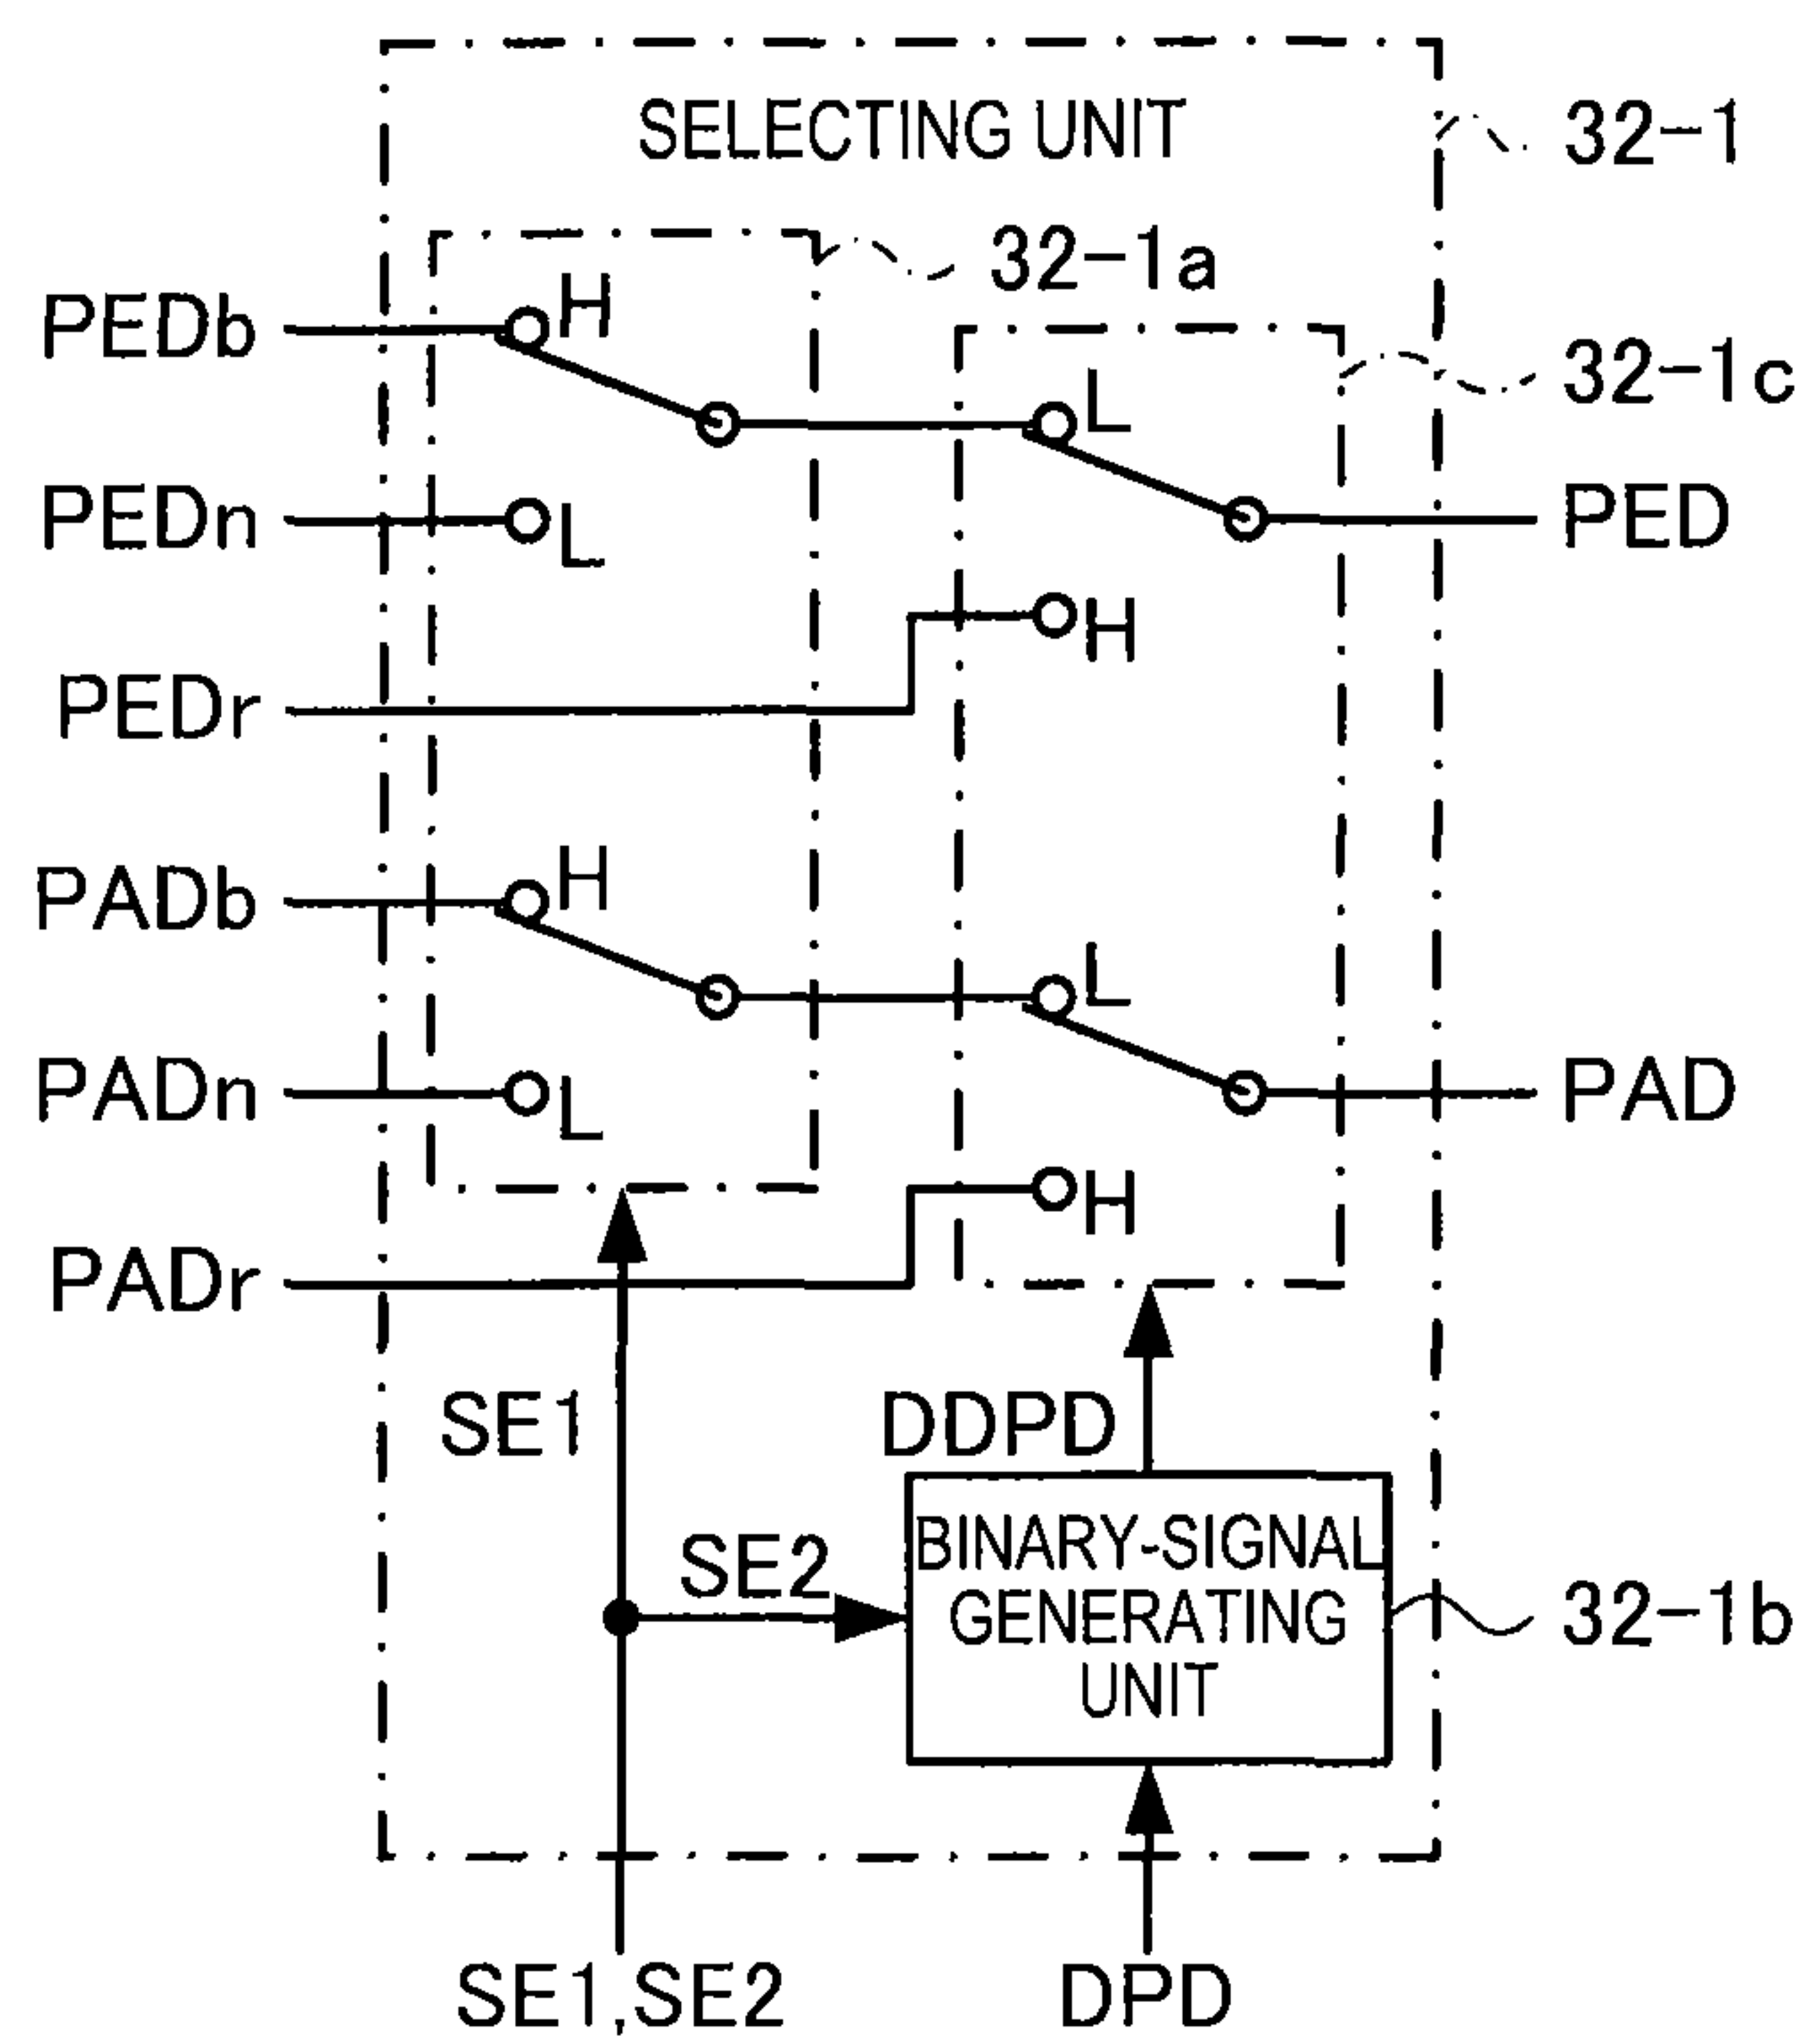 SELECTING UNIT
32-1
32-1a
PEDb
H
32-1c
L
PEDn
L
PED
H
PEDr
PADb
H
L
PADn
L
PAD
H
PADr
SE1
DDPD
SE2
BINARY-SIGNAL
GENERATING
UNIT
32-1b
SE1,SE2
DPD